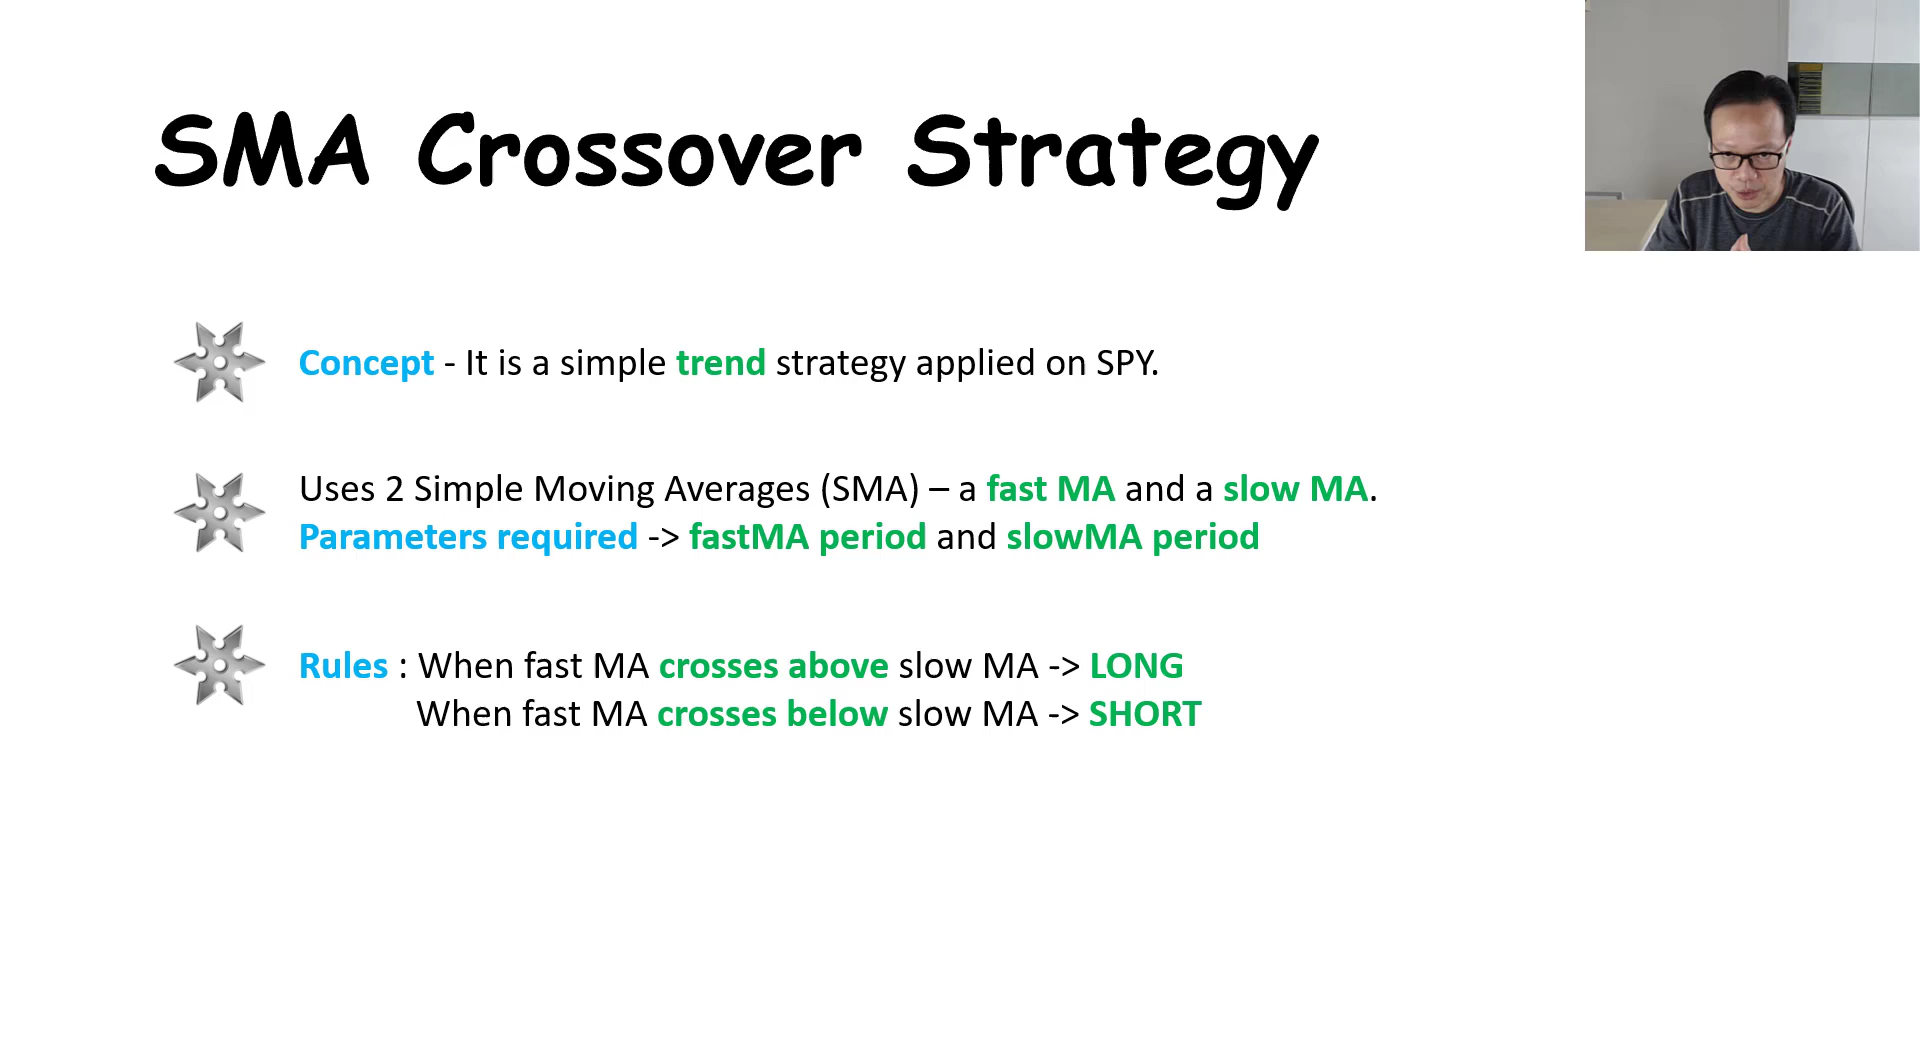 SMA Crossover Strategy
Concept - It is a simple trend strategy applied on SPY.
Uses 2 Simple Moving Averages (SMA) – a fast MA and a slow MA.
Parameters required -> fastMA period and slowMA period
Rules : When fast MA crosses above slow MA -> LONG
When fast MA crosses below slow MA -> SHORT